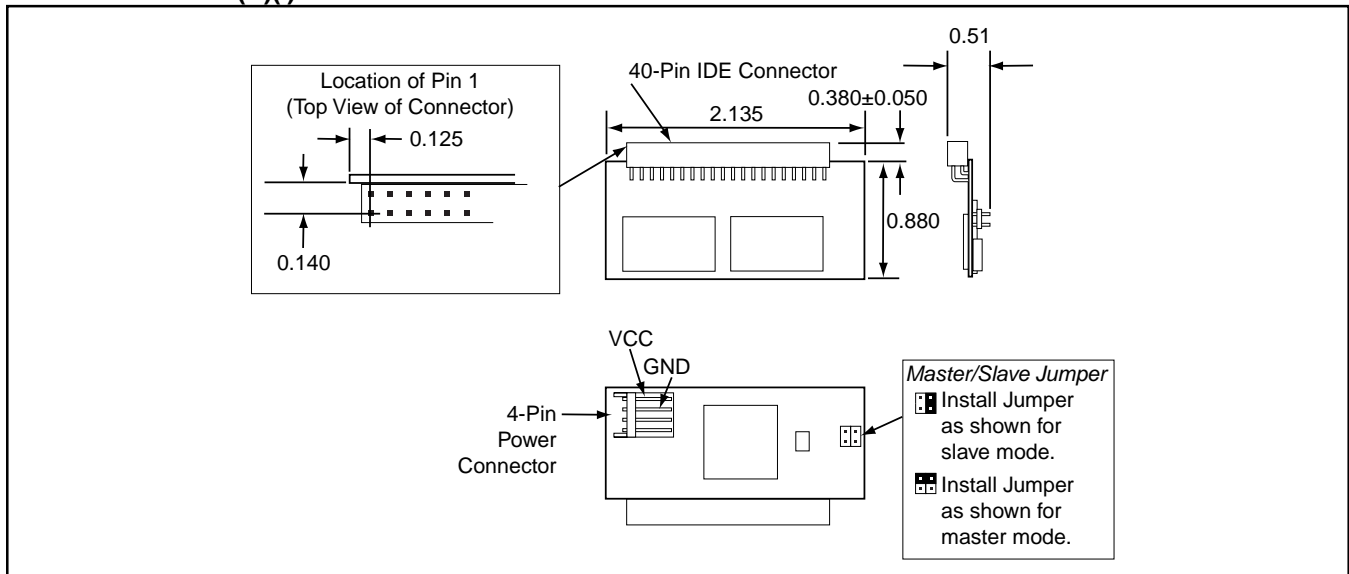 Location of Pin 1
(Top View of Connector)
0.125
0.140
40-Pin IDE Connector
2.135
0.380±0.050
0.51
0.880
VCC
GND
4-Pin
Power
Connector
Master/Slave Jumper
Install Jumper
as shown for
slave mode.
Install Jumper
as shown for
master mode.